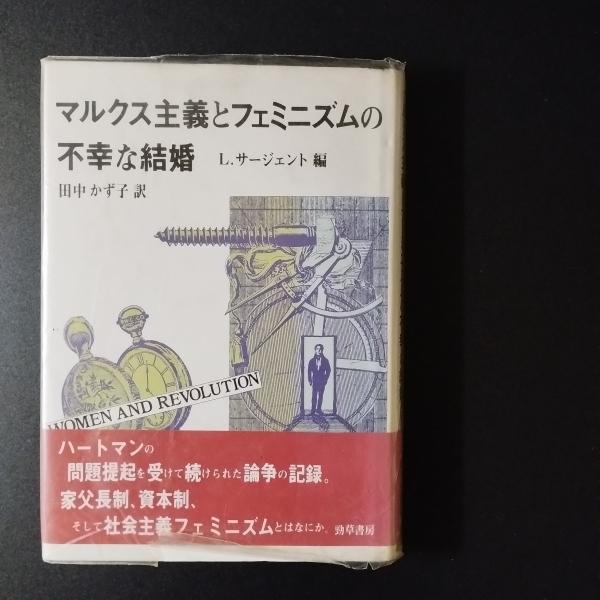 マルクス主義とフェミニズムの
不幸な結婚 L.サージェント 編
田中 かず子 訳
WOMEN AND REVOLUTION
ハートマンの
問題提起を受けて続けられた論争の記録。
家父長制、資本制、
そして社会主義フェミニズムとはなにか。 勁草書房